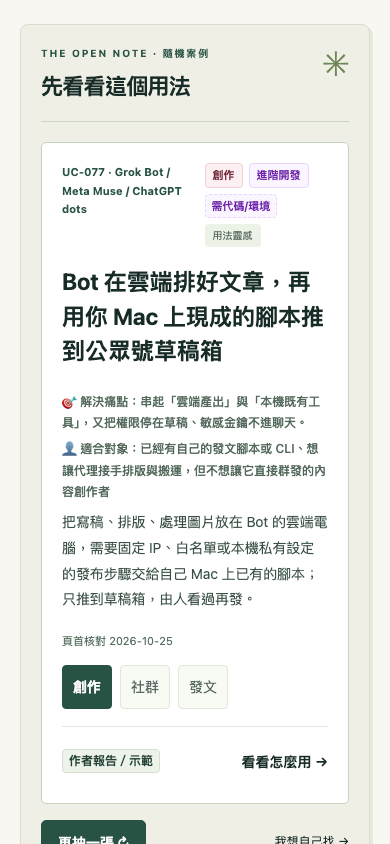 THE OPEN NOTE · 隨機案例
先看看這個用法
UC-077 · Grok Bot /
Meta Muse / ChatGPT
dots
創作
進階開發
需代碼/環境
用法靈感
Bot 在雲端排好文章，再
用你 Mac 上現成的腳本推
到公眾號草稿箱
🎯 解決痛點：串起「雲端產出」與「本機既有工
具」，又把權限停在草稿、敏感金鑰不進聊天。
👤 適合對象：已經有自己的發文腳本或 CLI、想
讓代理接手排版與搬運，但不想讓它直接群發的內
容創作者
把寫稿、排版、處理圖片放在 Bot 的雲端電
腦，需要固定 IP、白名單或本機私有設定
的發布步驟交給自己 Mac 上已有的腳本；
只推到草稿箱，由人看過再發。
頁首核對 2026-10-25
創作
社群
發文
作者報告 / 示範
看看怎麼用 →
再抽一張 ↻
我想自己找 →